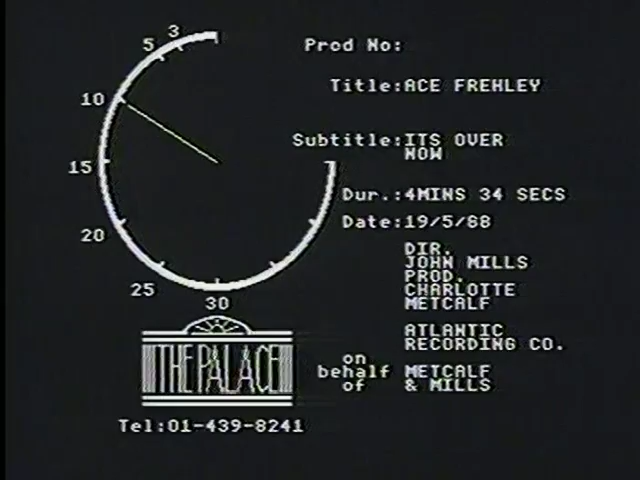 3
5
10
15
20
25
30
Prod No:
Title:ACE FREHLEY
Subtitle:ITS OVER
NOW
Dur.:4MINS 34 SECS
Date:19/5/88
DIR.
JOHN MILLS
PROD.
CHARLOTTE
METCALF
ATLANTIC
RECORDING CO.
on
behalf METCALF
of & MILLS
THE PALACE
Tel:01-439-8241